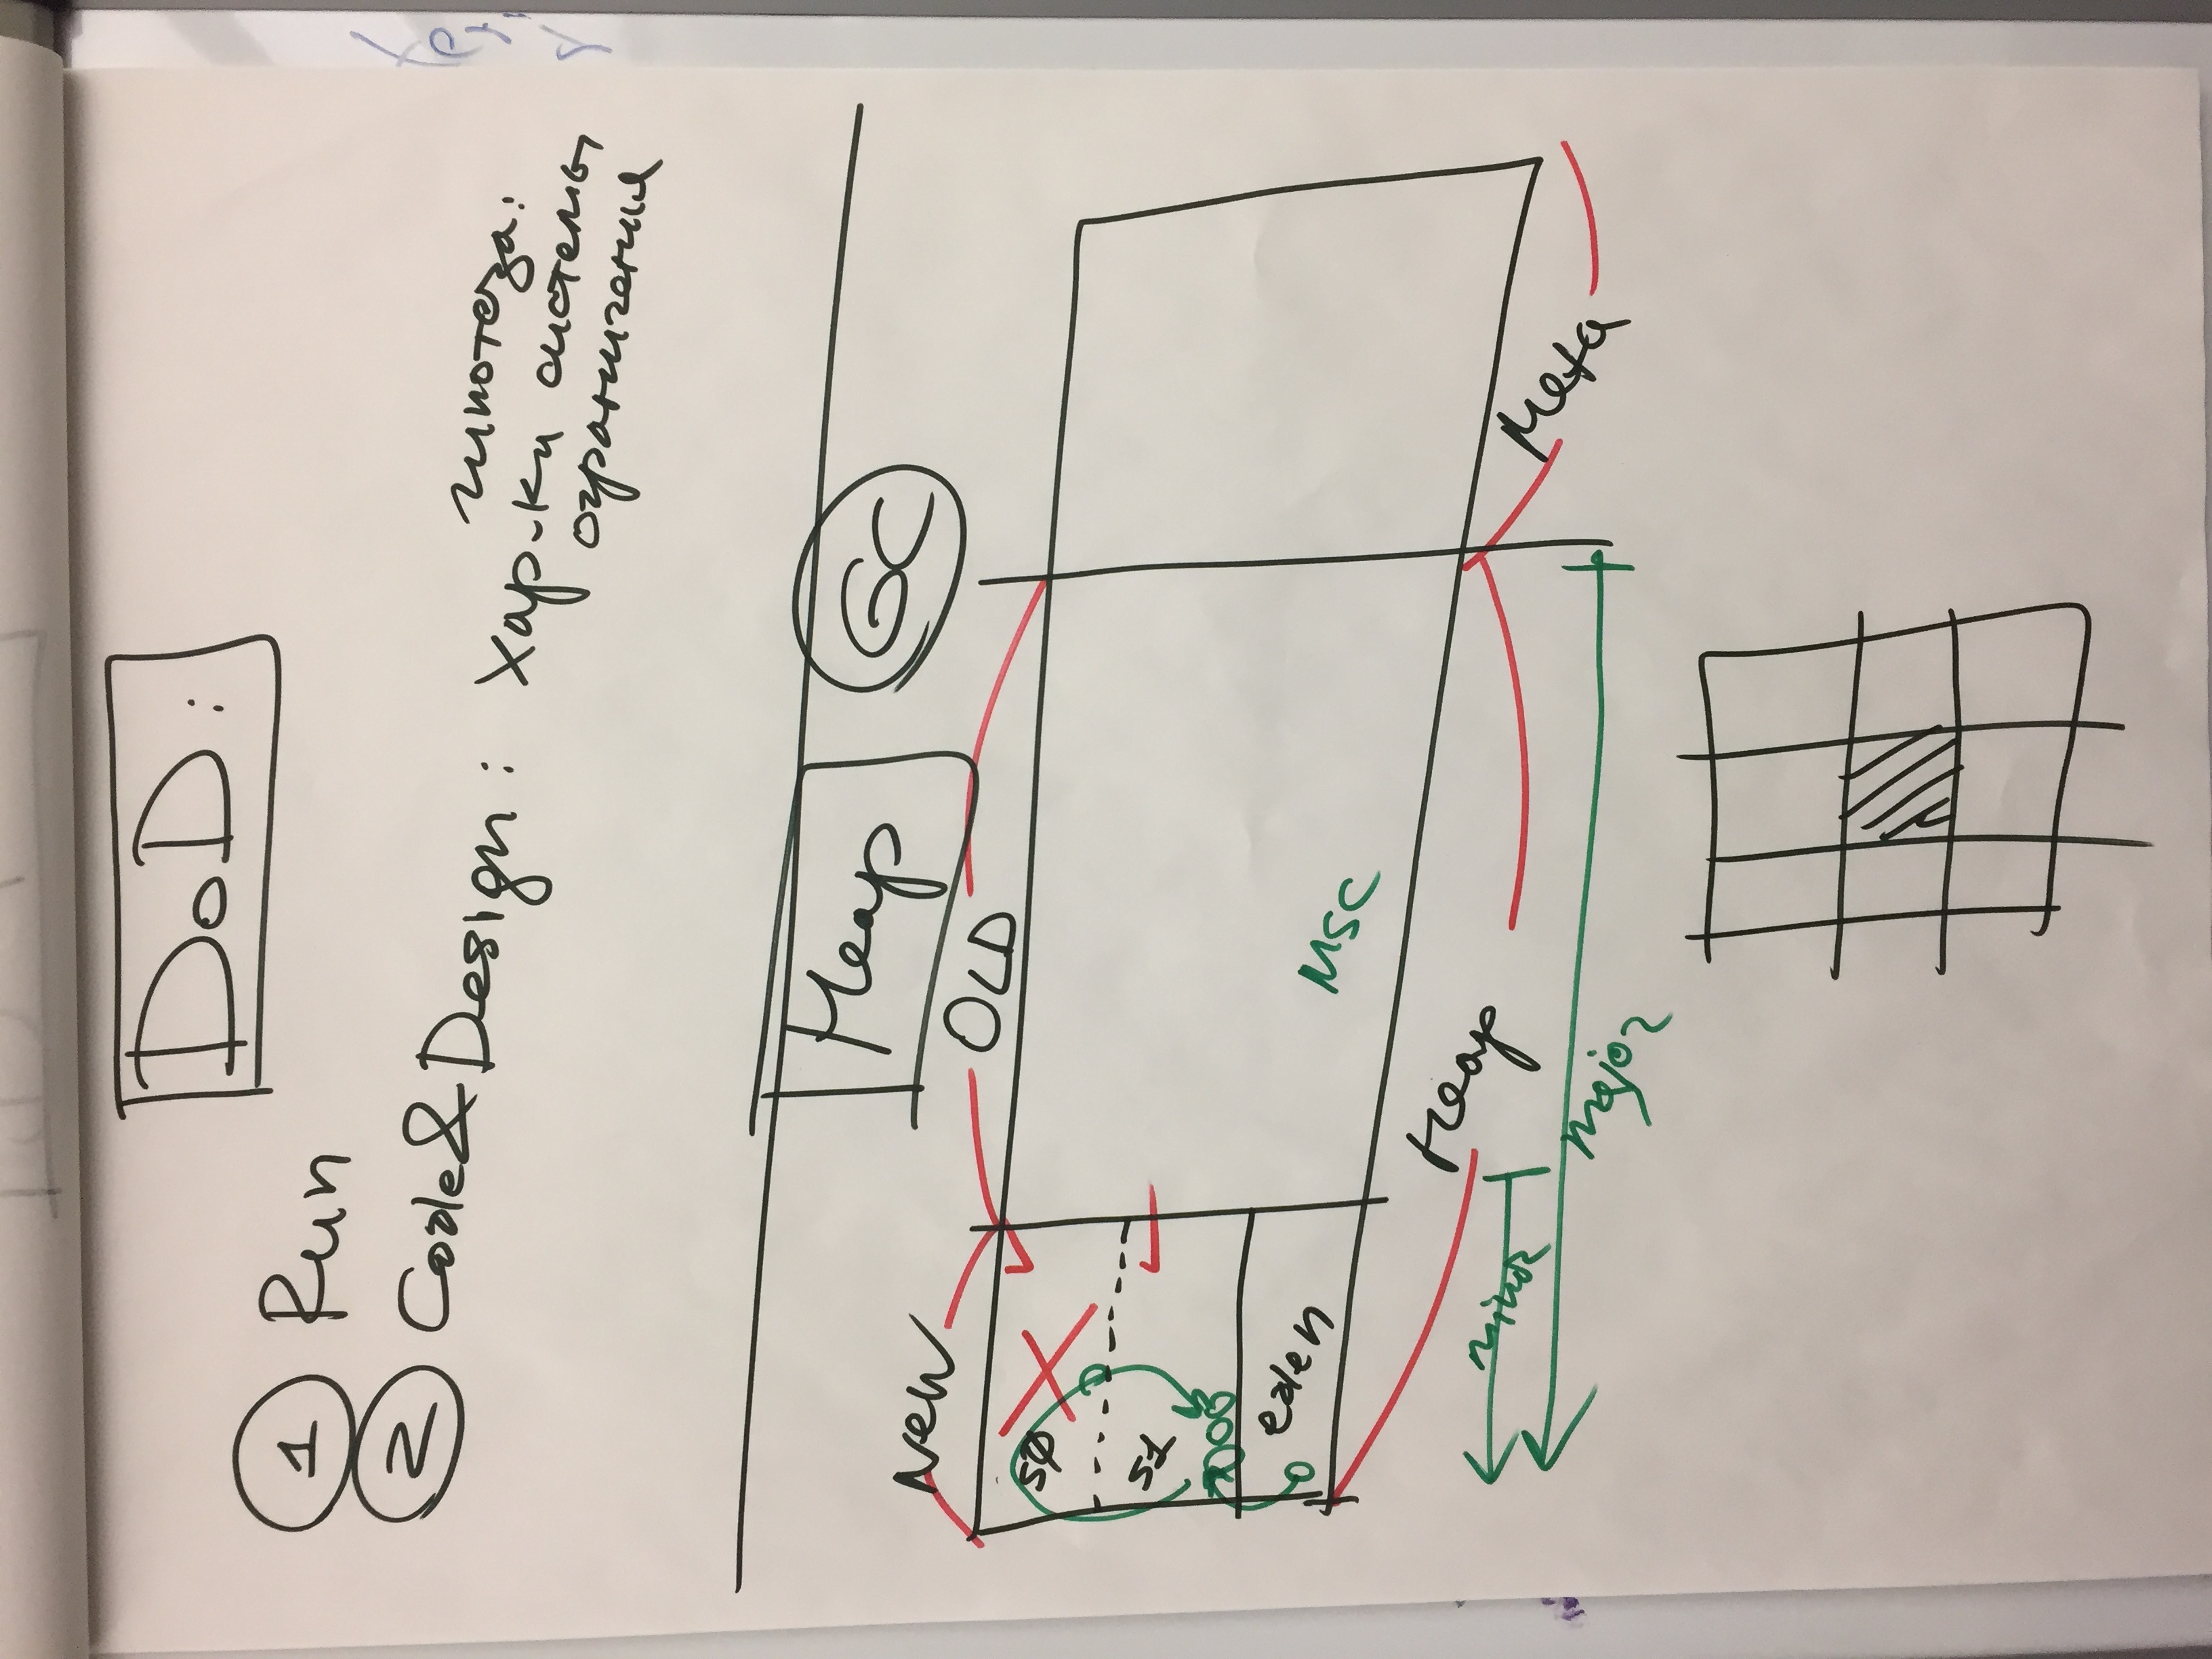 DoD:
1 Run
2 Code&Design: гипотеза:
Хар-ки системы,
ограничения
Heap GC
New OLD
SØ
S1
eden
MSC
Heap
minor
Meta
major